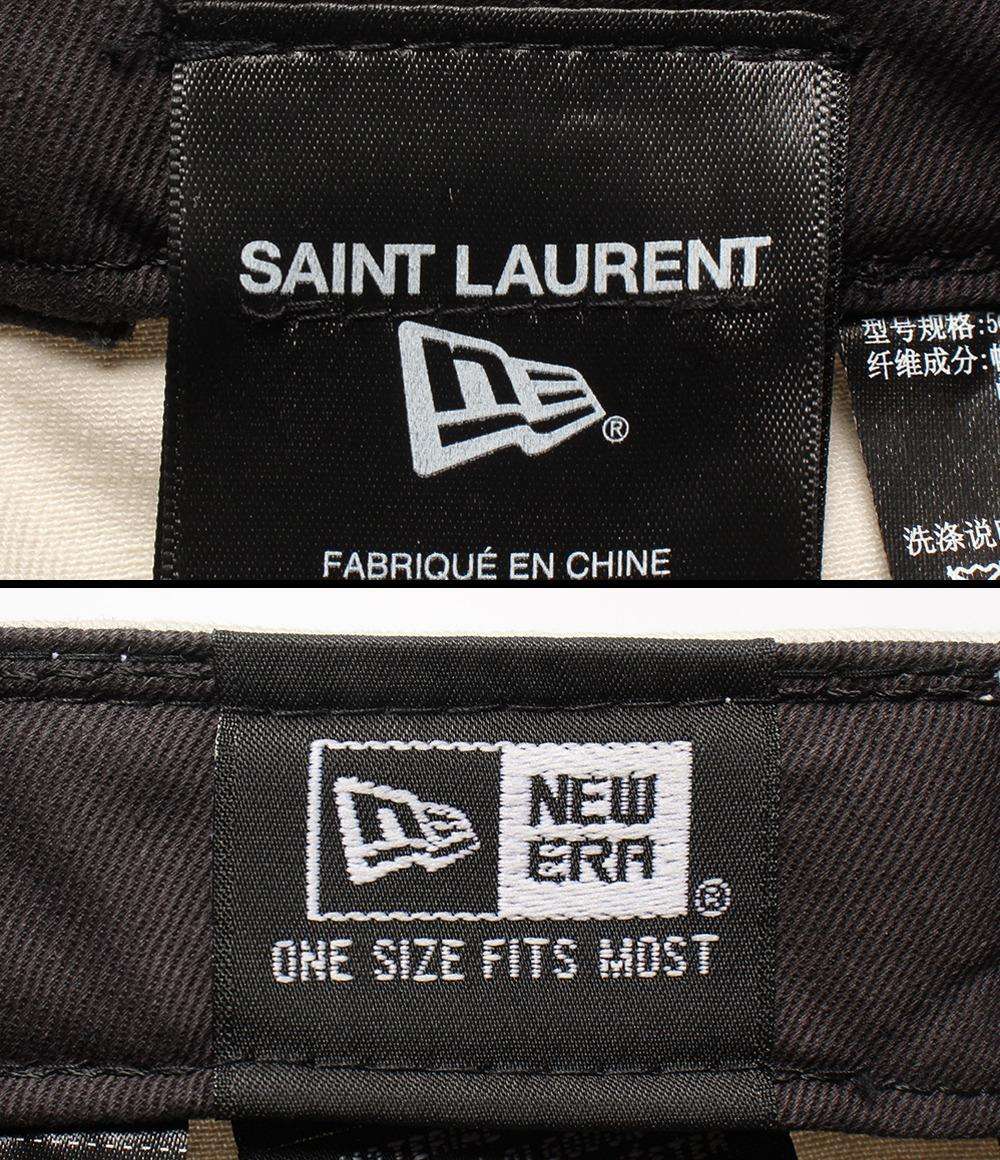 SAINT LAURENT
®
FABRIQUÉ EN CHINE
型号规格:5
纤维成分:
洗涤说
NEW
ERA
®
ONE SIZE FITS MOST